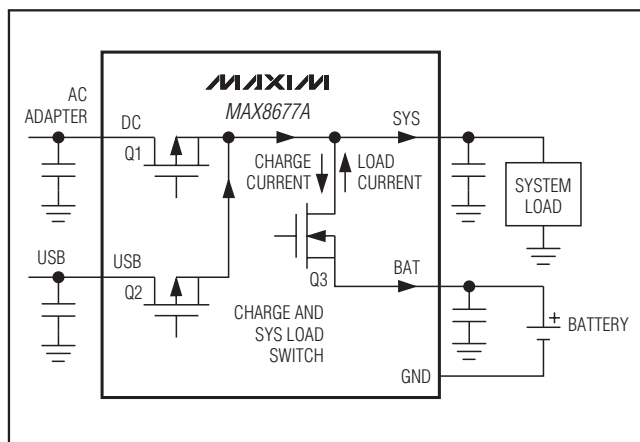 MAXIM
MAX8677A
AC
ADAPTER
DC
Q1
SYS
CHARGE
CURRENT
LOAD
CURRENT
SYSTEM
LOAD
USB
USB
Q2
Q3
BAT
CHARGE AND
SYS LOAD
SWITCH
+
BATTERY
GND